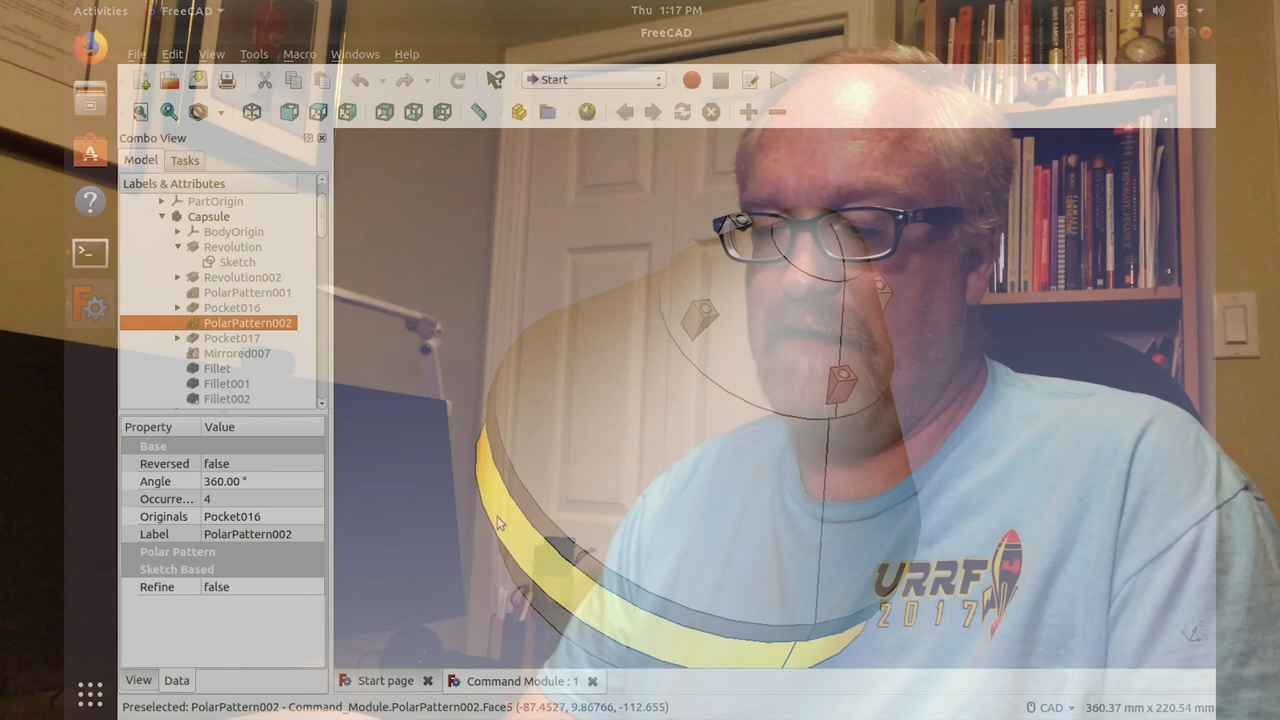 Activities
FreeCAD
Thu 1:17 PM
FreeCAD
File Edit View Tools Macro Windows Help
Start
Combo View
Model Tasks
Labels & Attributes
PartOrigin
Capsule
BodyOrigin
Revolution
Sketch
Revolution002
PolarPattern001
Pocket016
PolarPattern002
Pocket017
Mirrored007
Fillet
Fillet001
Fillet002
Property Value
Base
Reversed false
Angle 360.00 °
Occurre... 4
Originals Pocket016
Label PolarPattern002
Polar Pattern
Sketch Based
Refine false
View Data
Start page
Command Module : 1
Preselected: PolarPattern002 - Command_Module.PolarPattern002.Face5 (-87.4527, 9.86766, -112.655)
CAD
360.37 mm x 220.54 mm
URRF
2017
CORPORATE FINANCE